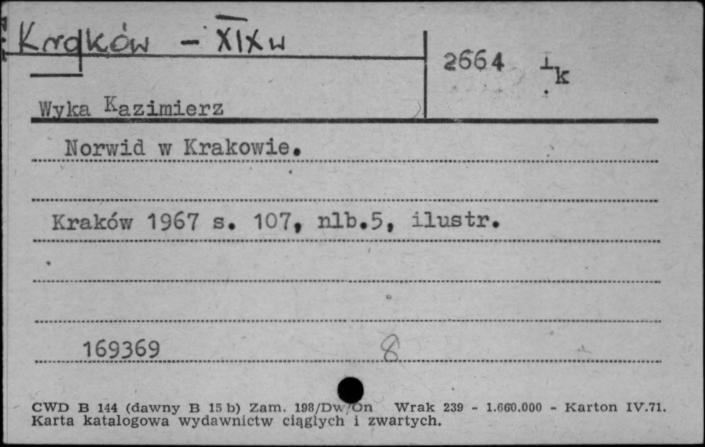 Kraków - XIX w
2664 I
k
Wyka Kazimierz
Norwid w Krakowie.
Kraków 1967 s. 107, nlb.5, ilustr.
169369 8
CWD B 144 (dawny B 15 b) Zam. 198/Dw/On Wrak 239 - 1.660.000 - Karton IV.71.
Karta katalogowa wydawnictw ciągłych i zwartych.